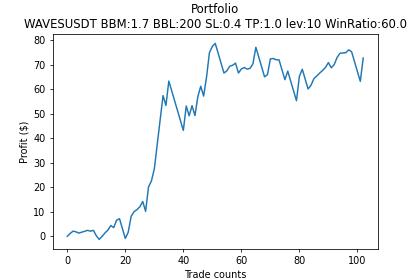 Portfolio
WAVESUSDT BBM:1.7 BBL:200 SL:0.4 TP:1.0 lev:10 WinRatio:60.0
80
70
60
50
40
30
20
10
0
Profit ($)
0 20 40 60 80 100
Trade counts